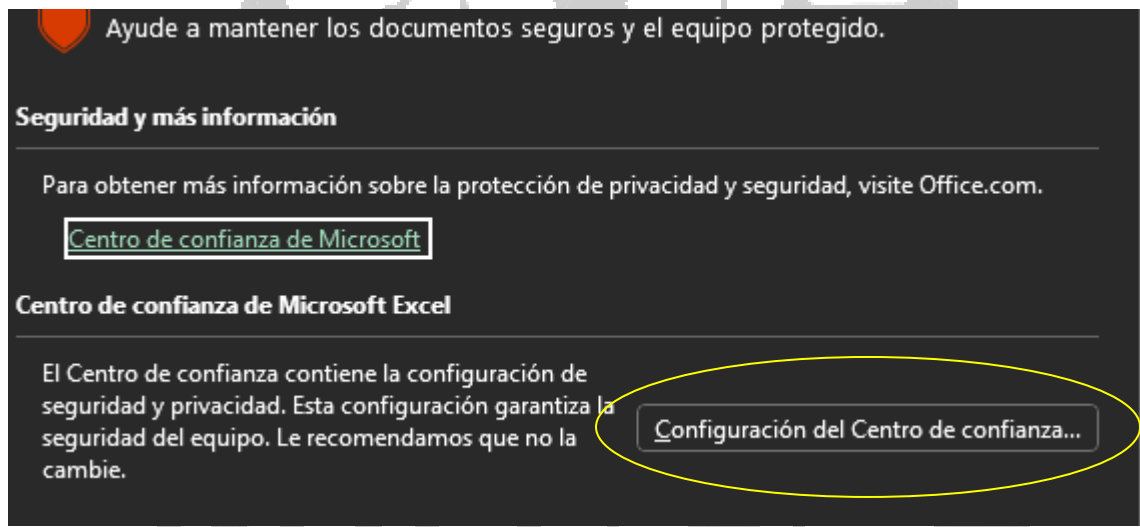 Ayude a mantener los documentos seguros y el equipo protegido.
Seguridad y más información
Para obtener más información sobre la protección de privacidad y seguridad, visite Office.com.
Centro de confianza de Microsoft
Centro de confianza de Microsoft Excel
El Centro de confianza contiene la configuración de
seguridad y privacidad. Esta configuración garantiza la
seguridad del equipo. Le recomendamos que no la
cambie.
Configuración del Centro de confianza...